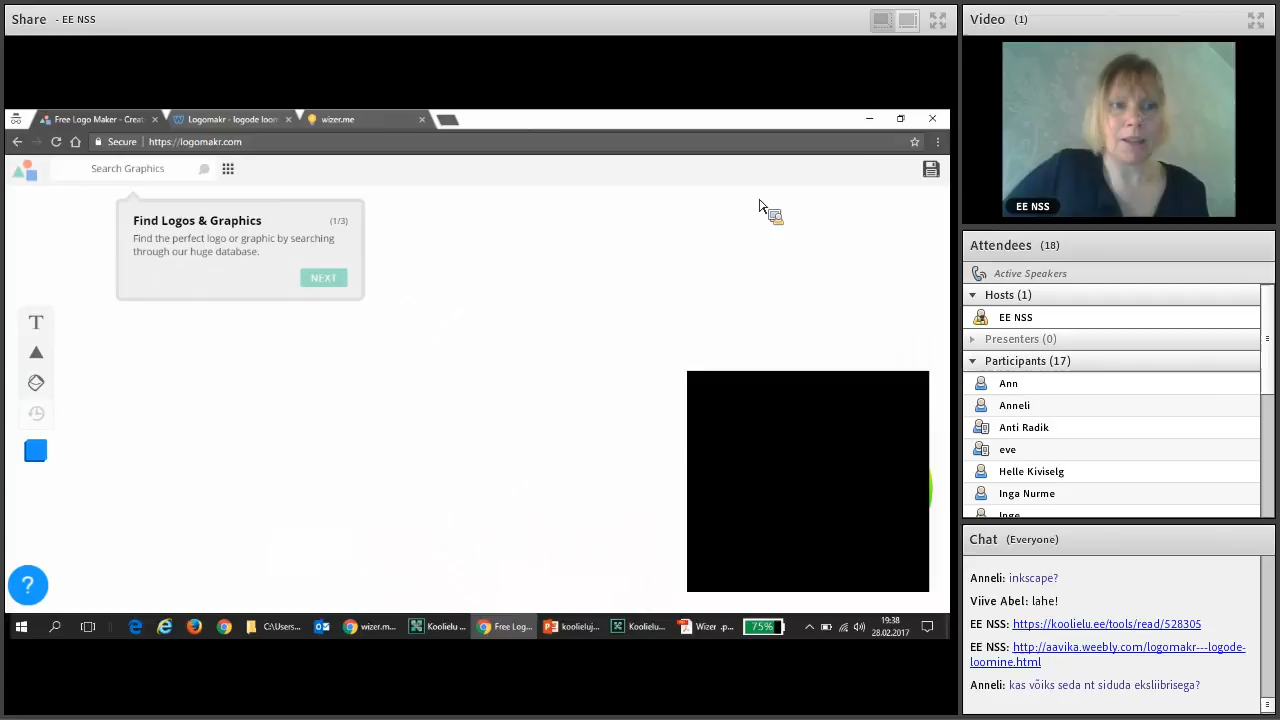 Share - EE NSS
Free Logo Maker - Creat
Logomakr - logode loom
wizer.me
Secure https://logomakr.com
Search Graphics
Find Logos & Graphics (1/3)
Find the perfect logo or graphic by searching
through our huge database.
NEXT
T
?
C:\Users...
wizer.m...
Koolielu ...
Free Log...
koolieluj...
Koolielu...
Wizer .p...
75%
19:38
28.02.2017
Video (1)
EE NSS
Attendees (18)
Active Speakers
Hosts (1)
EE NSS
Presenters (0)
Participants (17)
Ann
Anneli
Anti Radik
eve
Helle Kiviselg
Inga Nurme
Inge
Chat (Everyone)
Anneli: inkscape?
Viive Abel: lahe!
EE NSS: https://koolielu.ee/tools/read/528305
EE NSS: http://aavika.weebly.com/logomakr---logode-
loomine.html
Anneli: kas võiks seda nt siduda eksliibrisega?